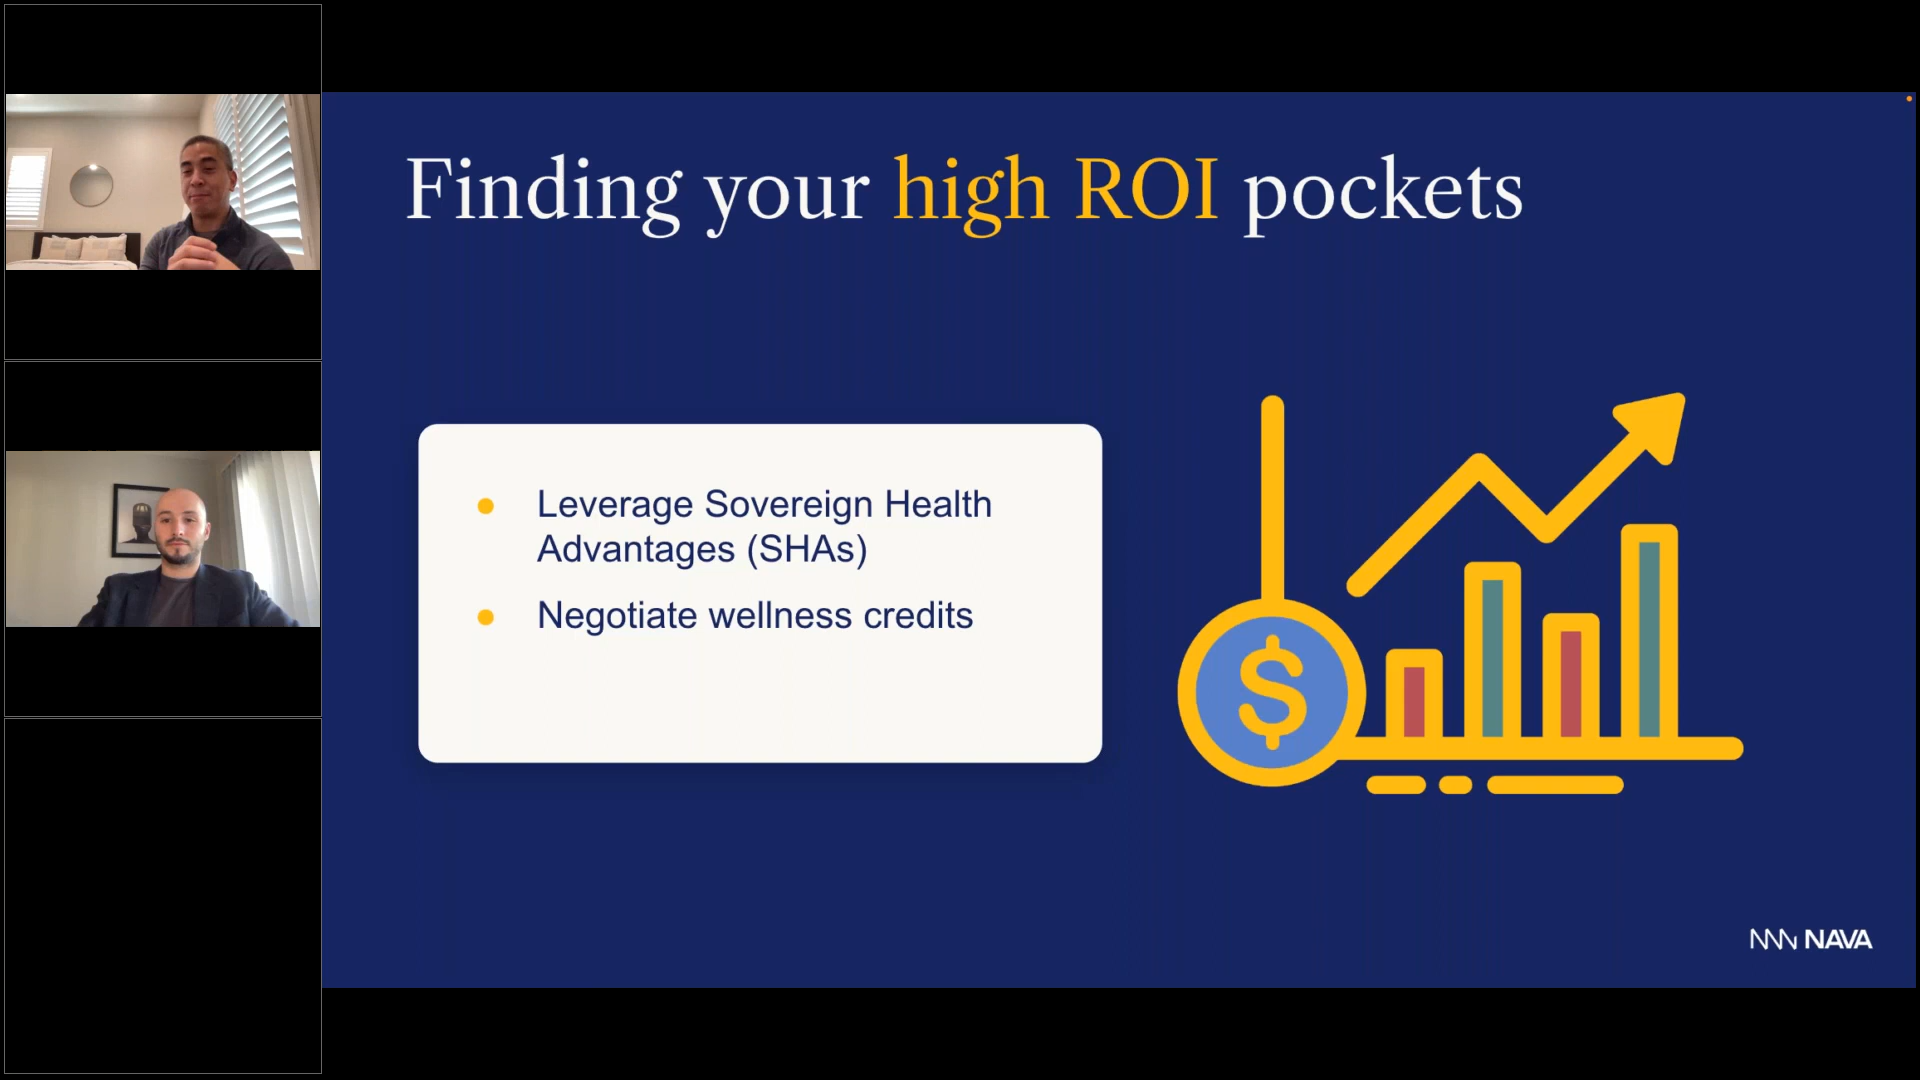 Finding your high ROI pockets
Leverage Sovereign Health
Advantages (SHAs)
Negotiate wellness credits
$
NAVA